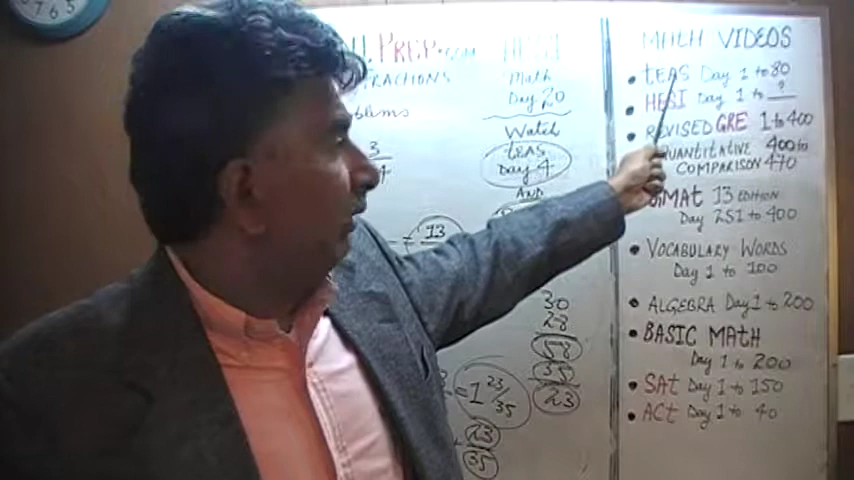 7 6 5
PREP.COM
FRACTIONS
blems
3
= 13
= 1 23/35
23
35
HESI
Math
Day 20
Watch
TEAS
Day 4
AND
30
28
58
35
23
MATH VIDEOS
• TEAS Day 1 to 80
• HESI Day 1 to ?
• REVISED GRE 1 to 400
QUANTITATIVE 400 to
COMPARISON 470
GMAT 13 EDITION
Day 251 to 400
• VOCABULARY WORDS
Day 1 to 100
• ALGEBRA Day 1 to 200
• BASIC MATH
Day 1 to 200
• SAT Day 1 to 150
• ACT Day 1 to 40